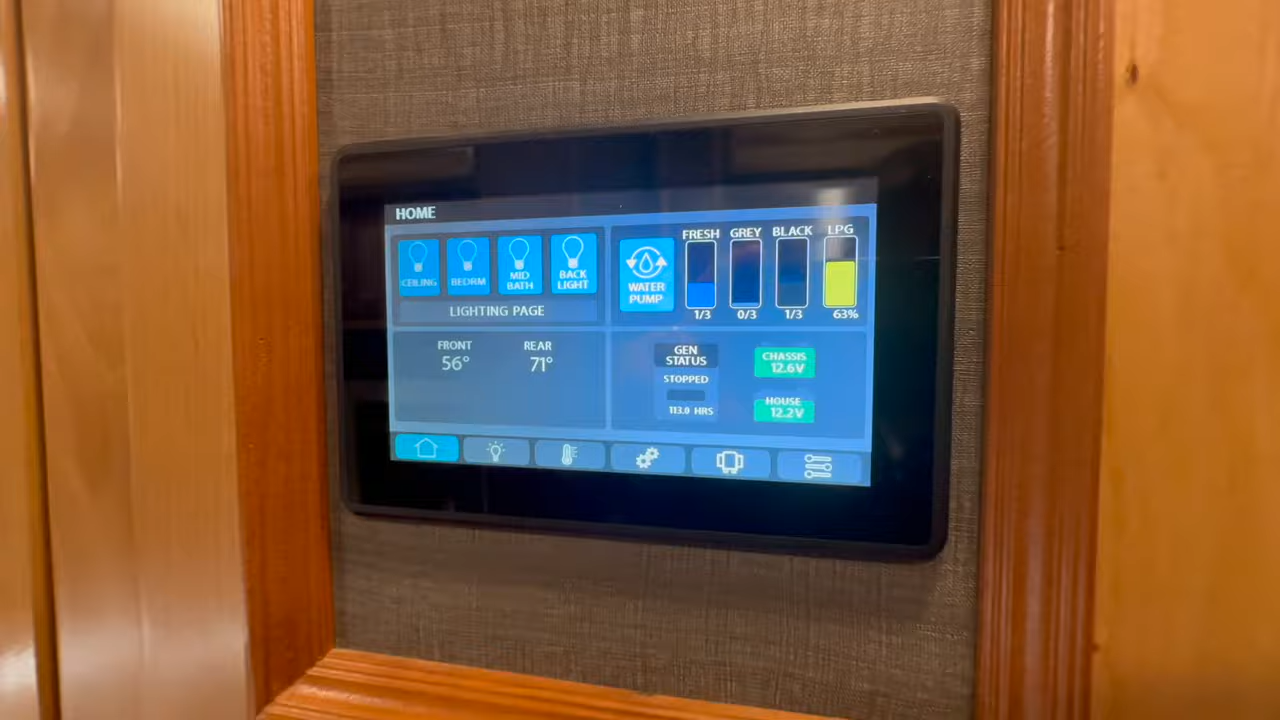 HOME
CEILING
BEDRM
MID
BATH
BACK
LIGHT
LIGHTING PAGE
WATER
PUMP
FRESH GREY BLACK LPG
1/3 0/3 1/3 63%
FRONT REAR
56° 71°
GEN
STATUS
STOPPED
113.0 HRS
CHASSIS
12.6V
HOUSE
12.2V